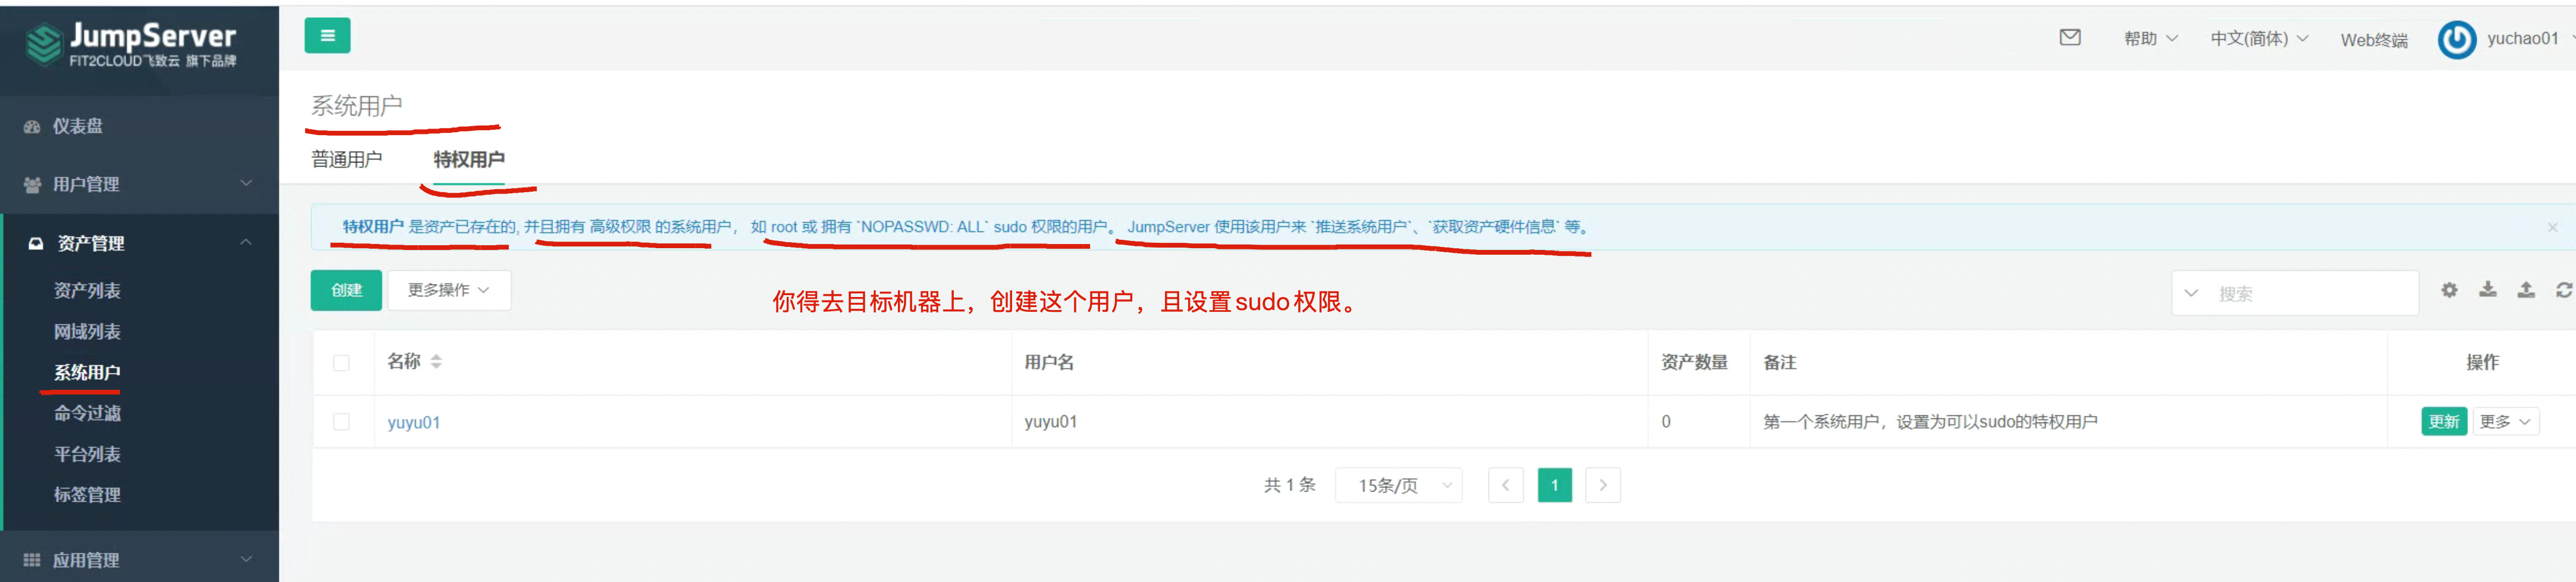 JumpServer
FIT2CLOUD飞致云 旗下品牌
帮助
中文(简体)
Web终端
yuchao01
仪表盘
用户管理
资产管理
资产列表
网域列表
系统用户
命令过滤
平台列表
标签管理
应用管理
系统用户
普通用户 特权用户
特权用户 是资产已存在的, 并且拥有 高级权限 的系统用户， 如 root 或 拥有 `NOPASSWD: ALL` sudo 权限的用户。 JumpServer 使用该用户来 `推送系统用户`、`获取资产硬件信息` 等。
创建 更多操作
搜索
你得去目标机器上，创建这个用户，且设置sudo权限。
名称 用户名 资产数量 备注 操作
yuyu01 yuyu01 0 第一个系统用户，设置为可以sudo的特权用户 更新 更多
共 1 条 15条/页 1